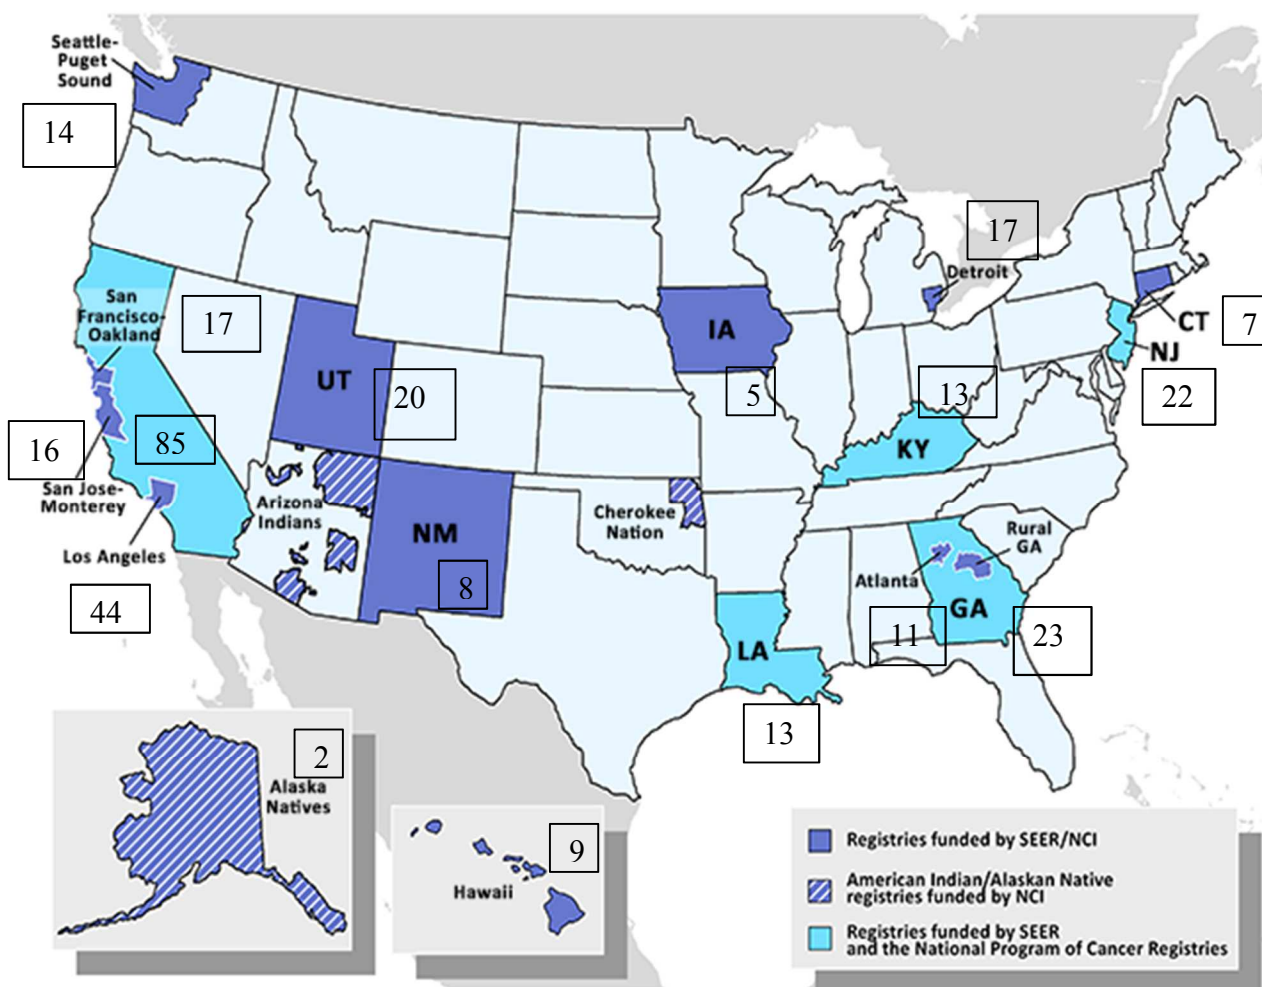 Seattle-
Puget
Sound
14
17
Detroit
San
Francisco-
Oakland
17
UT
20
IA
5
13
CT
7
NJ
22
16
85
San Jose-
Monterey
Los Angeles
44
Arizona
Indians
NM
8
Cherokee
Nation
KY
Rural
GA
Atlanta
GA
11
23
LA
13
2
Alaska
Natives
9
Hawaii
Registries funded by SEER/NCI
American Indian/Alaskan Native
registries funded by NCI
Registries funded by SEER
and the National Program of Cancer Registries